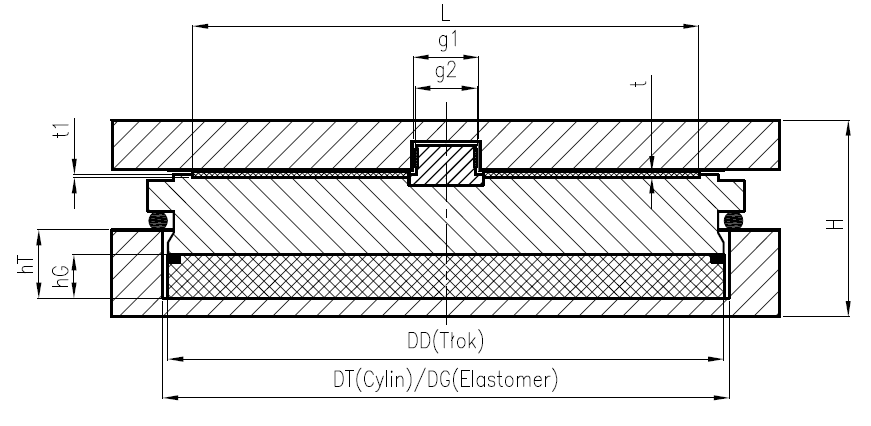 L
g1
g2
t
t1
H
hT
hG
DD(Tłok)
DT(Cylin)/DG(Elastomer)